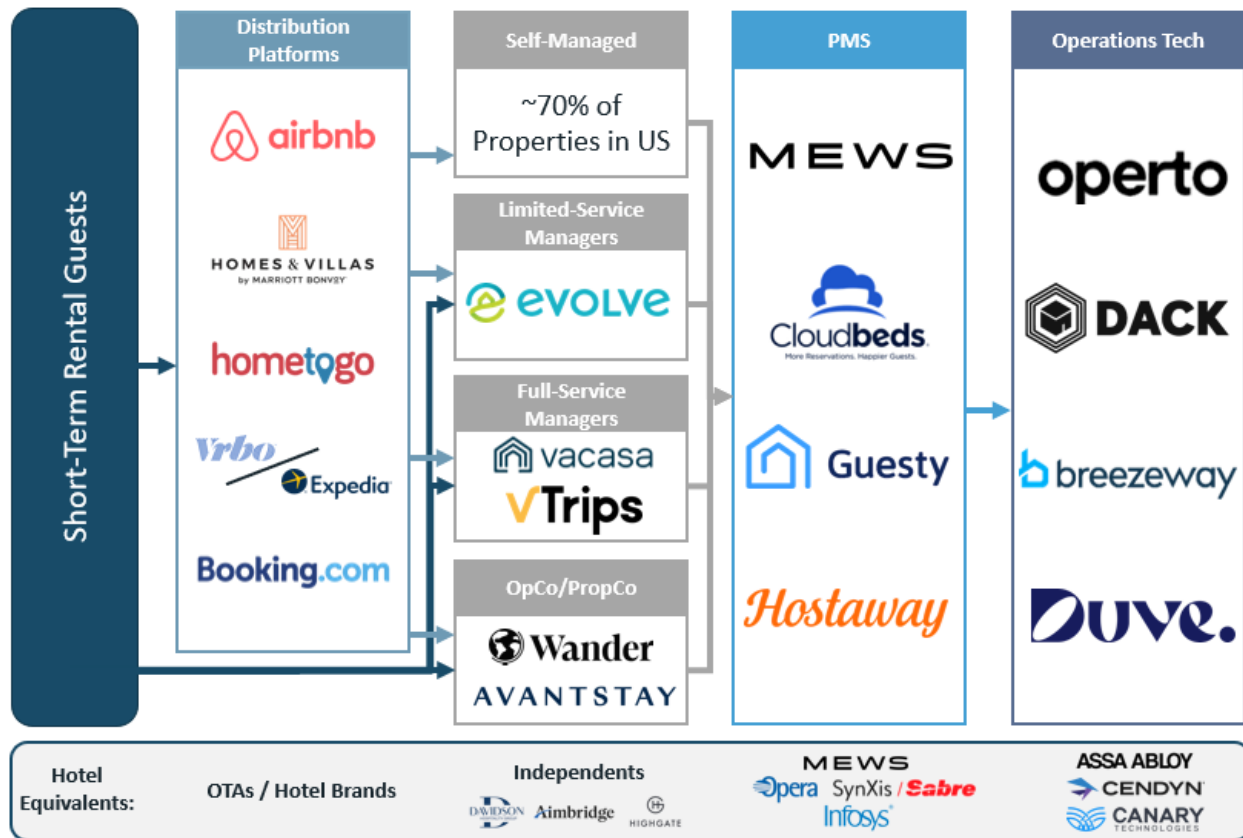 Short-Term Rental Guests
Distribution
Platforms
airbnb
HOMES & VILLAS
by MARRIOTT BONVOY
hometogo
Vrbo
Expedia
Booking.com
Self-Managed
~70% of
Properties in US
Limited-Service
Managers
evolve
Full-Service
Managers
vacasa
vTrips
OpCo/PropCo
Wander
AVANTSTAY
PMS
MEWS
Cloudbeds.
More Reservations. Happier Guests.
Guesty
Hostaway
Operations Tech
operto
DACK
breezeway
Duve.
Hotel
Equivalents:
OTAs / Hotel Brands
Independents
DAVIDSON
Aimbridge
HIGHGATE
MEWS
Opera SynXis / Sabre
Infosys
ASSA ABLOY
CENDYN
CANARY
TECHNOLOGIES